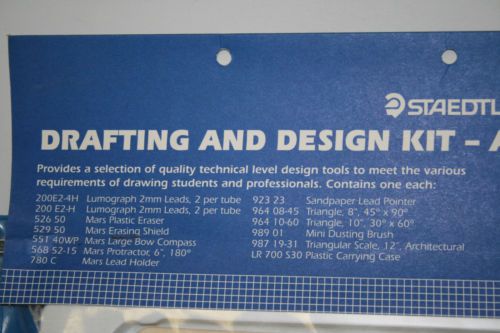 STAEDTL
DRAFTING AND DESIGN KIT –
Provides a selection of quality technical level design tools to meet the various
requirements of drawing students and professionals. Contains one each:
200E2-4H Lumograph 2mm Leads, 2 per tube
200 E2-H Lumograph 2mm Leads, 2 per tube
526 50 Mars Plastic Eraser
529 50 Mars Erasing Shield
551 40WP Mars Large Bow Compass
568 52-15 Mars Protractor, 6", 180°
780 C Mars Lead Holder
923 23 Sandpaper Lead Pointer
964 08-45 Triangle, 8", 45° x 90°
964 10-60 Triangle, 10", 30° x 60°
989 01 Mini Dusting Brush
987 19-31 Triangular Scale, 12", Architectural
LR 700 S30 Plastic Carrying Case